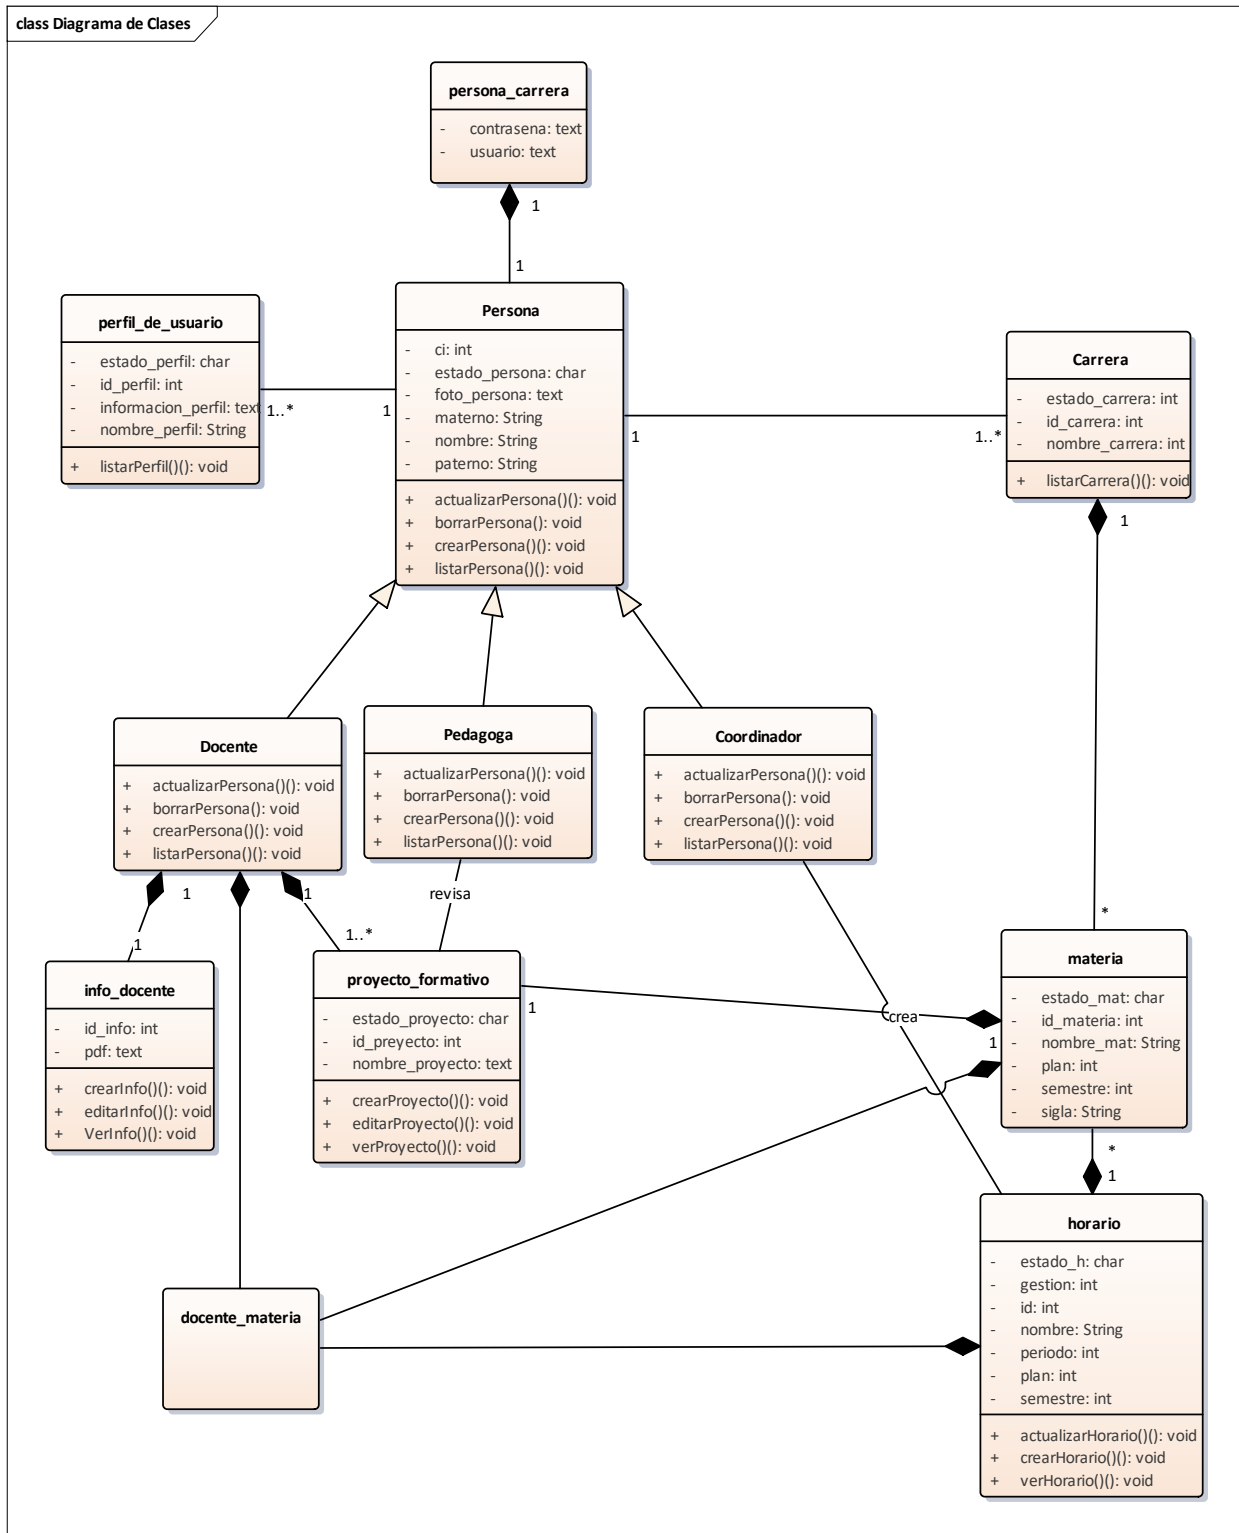 class Diagrama de Clases
persona_carrera
- contrasena: text
- usuario: text
1
1
perfil_de_usuario
- estado_perfil: char
- id_perfil: int
- informacion_perfil: text
- nombre_perfil: String
+ listarPerfil()(): void
1..*
1
Persona
- ci: int
- estado_persona: char
- foto_persona: text
- materno: String
- nombre: String
- paterno: String
+ actualizarPersona()(): void
+ borrarPersona(): void
+ crearPersona()(): void
+ listarPersona()(): void
1
1..*
Carrera
- estado_carrera: int
- id_carrera: int
- nombre_carrera: int
+ listarCarrera()(): void
1
*
Docente
+ actualizarPersona()(): void
+ borrarPersona(): void
+ crearPersona()(): void
+ listarPersona()(): void
Pedagoga
+ actualizarPersona()(): void
+ borrarPersona(): void
+ crearPersona()(): void
+ listarPersona()(): void
Coordinador
+ actualizarPersona()(): void
+ borrarPersona(): void
+ crearPersona()(): void
+ listarPersona()(): void
1
1
1
1..*
revisa
info_docente
- id_info: int
- pdf: text
+ crearInfo()(): void
+ editarInfo()(): void
+ VerInfo()(): void
proyecto_formativo
- estado_proyecto: char
- id_preyecto: int
- nombre_proyecto: text
+ crearProyecto()(): void
+ editarProyecto()(): void
+ verProyecto()(): void
1
crea
1
materia
- estado_mat: char
- id_materia: int
- nombre_mat: String
- plan: int
- semestre: int
- sigla: String
*
1
docente_materia
horario
- estado_h: char
- gestion: int
- id: int
- nombre: String
- periodo: int
- plan: int
- semestre: int
+ actualizarHorario()(): void
+ crearHorario()(): void
+ verHorario()(): void